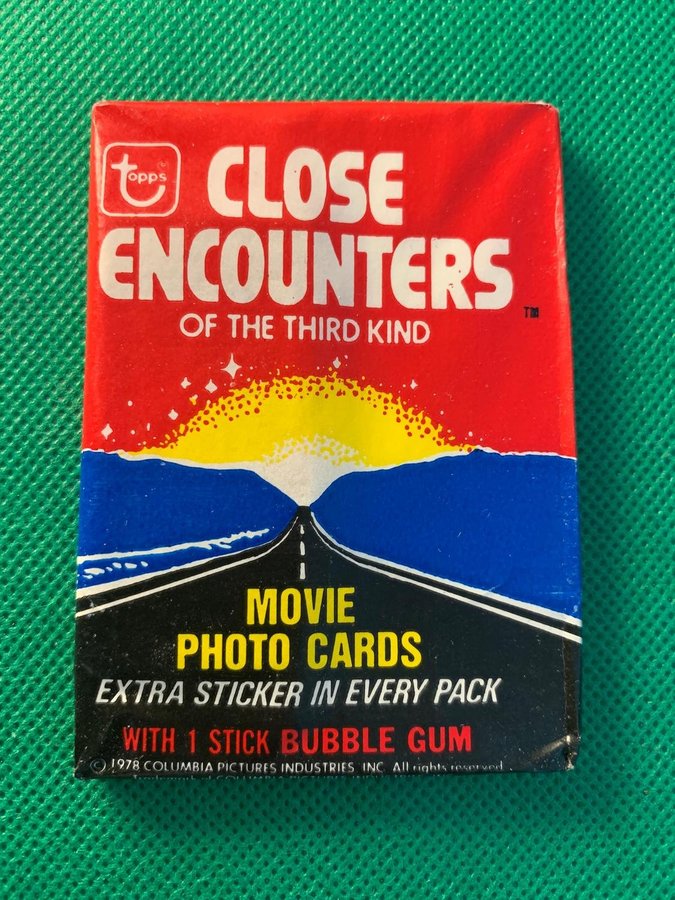 topps
CLOSE
ENCOUNTERS
TM
OF THE THIRD KIND
MOVIE
PHOTO CARDS
EXTRA STICKER IN EVERY PACK
WITH 1 STICK BUBBLE GUM
© 1978 COLUMBIA PICTURES INDUSTRIES, INC. All rights reserved